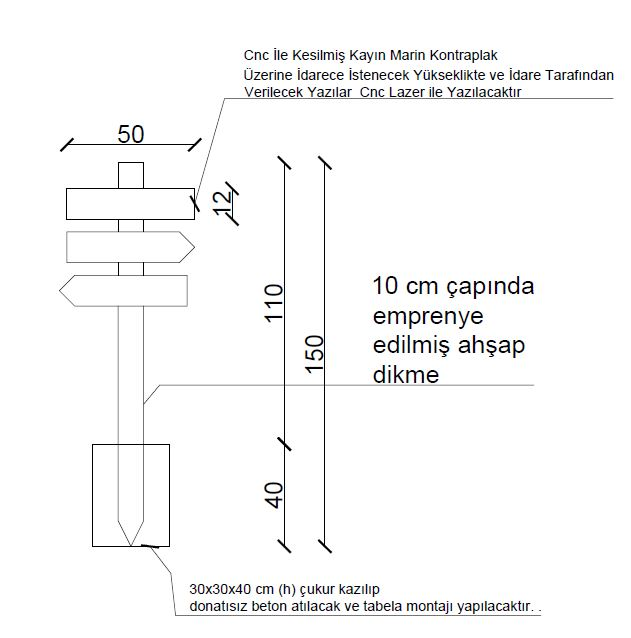 Cnc İle Kesilmiş Kayın Marin Kontraplak
Üzerine İdarece İstenecek Yükseklikte ve İdare Tarafından
Verilecek Yazılar Cnc Lazer ile Yazılacaktır
50
12
110
150
10 cm çapında
emprenye
edilmiş ahşap
dikme
40
30x30x40 cm (h) çukur kazılıp
donatısız beton atılacak ve tabela montajı yapılacaktır. .